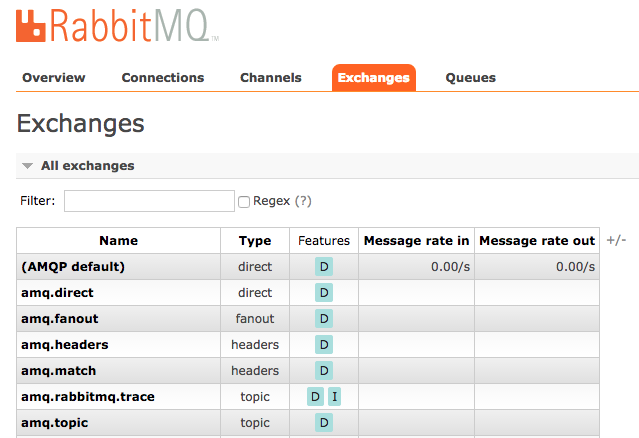 RabbitMQ™
Overview Connections Channels Exchanges Queues
Exchanges
All exchanges
Filter: Regex (?)
Name Type Features Message rate in Message rate out +/-
(AMQP default) direct D 0.00/s 0.00/s
amq.direct direct D
amq.fanout fanout D
amq.headers headers D
amq.match headers D
amq.rabbitmq.trace topic D I
amq.topic topic D